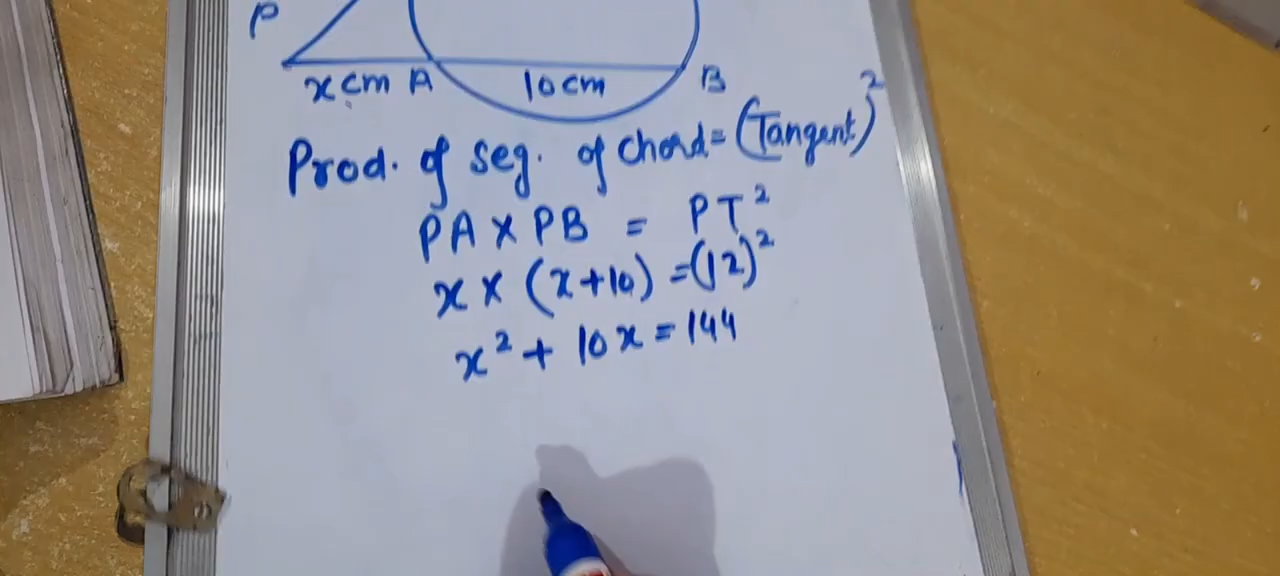 P
x cm A 10 cm B
Prod. of seg. of chord = (Tangent)²
PA × PB = PT²
x × (x+10) = (12)²
x² + 10x = 144